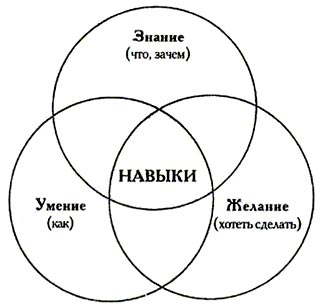 Знание
(что, зачем)
НАВЫКИ
Умение
(как)
Желание
(хотеть сделать)